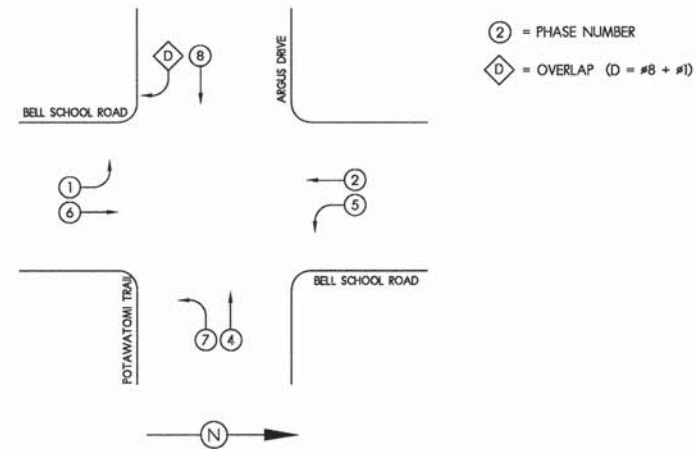 D 8
ARGUS DRIVE
BELL SCHOOL ROAD
2 = PHASE NUMBER
D = OVERLAP (D = ø8 + ø1)
1
6
2
5
POTAWATOMI TRAIL
BELL SCHOOL ROAD
7 4
N